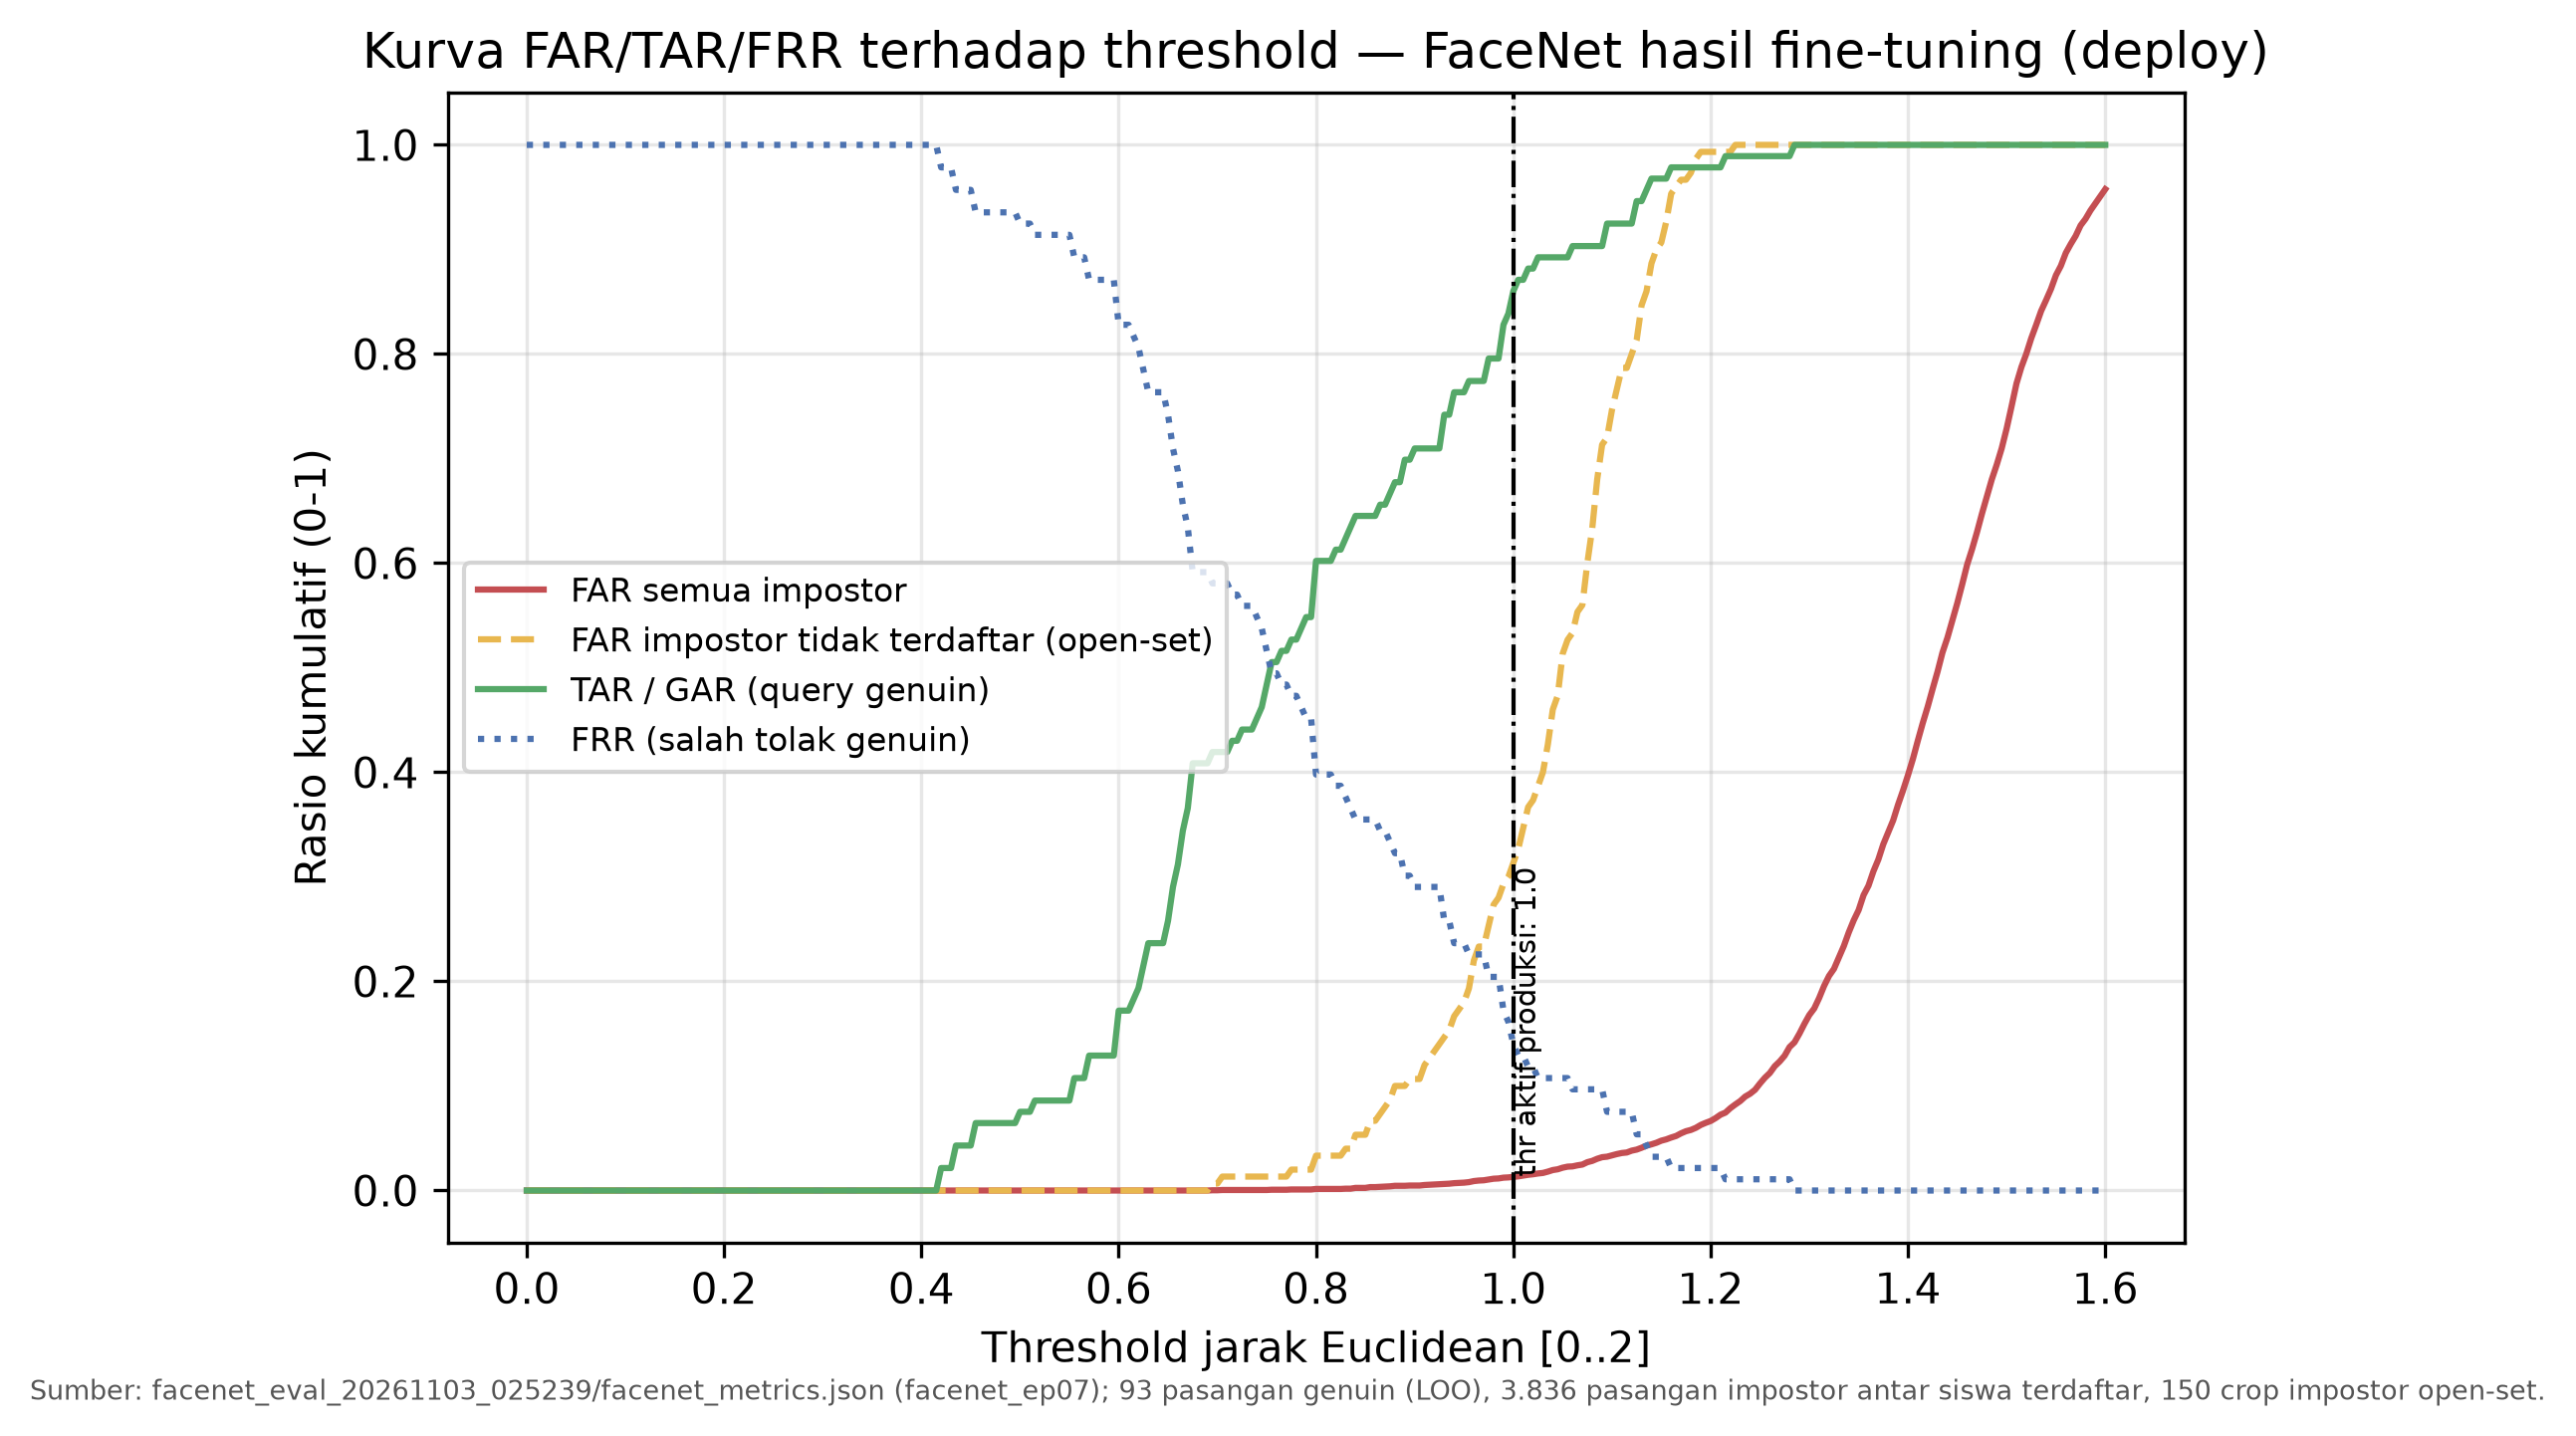 Kurva FAR/TAR/FRR terhadap threshold — FaceNet hasil fine-tuning (deploy)
Rasio kumulatif (0-1)
1.0
0.8
0.6
0.4
0.2
0.0
FAR semua impostor
FAR impostor tidak terdaftar (open-set)
TAR / GAR (query genuin)
FRR (salah tolak genuin)
thr aktif produksi: 1.0
0.0 0.2 0.4 0.6 0.8 1.0 1.2 1.4 1.6
Threshold jarak Euclidean [0..2]
Sumber: facenet_eval_20261103_025239/facenet_metrics.json (facenet_ep07); 93 pasangan genuin (LOO), 3.836 pasangan impostor antar siswa terdaftar, 150 crop impostor open-set.